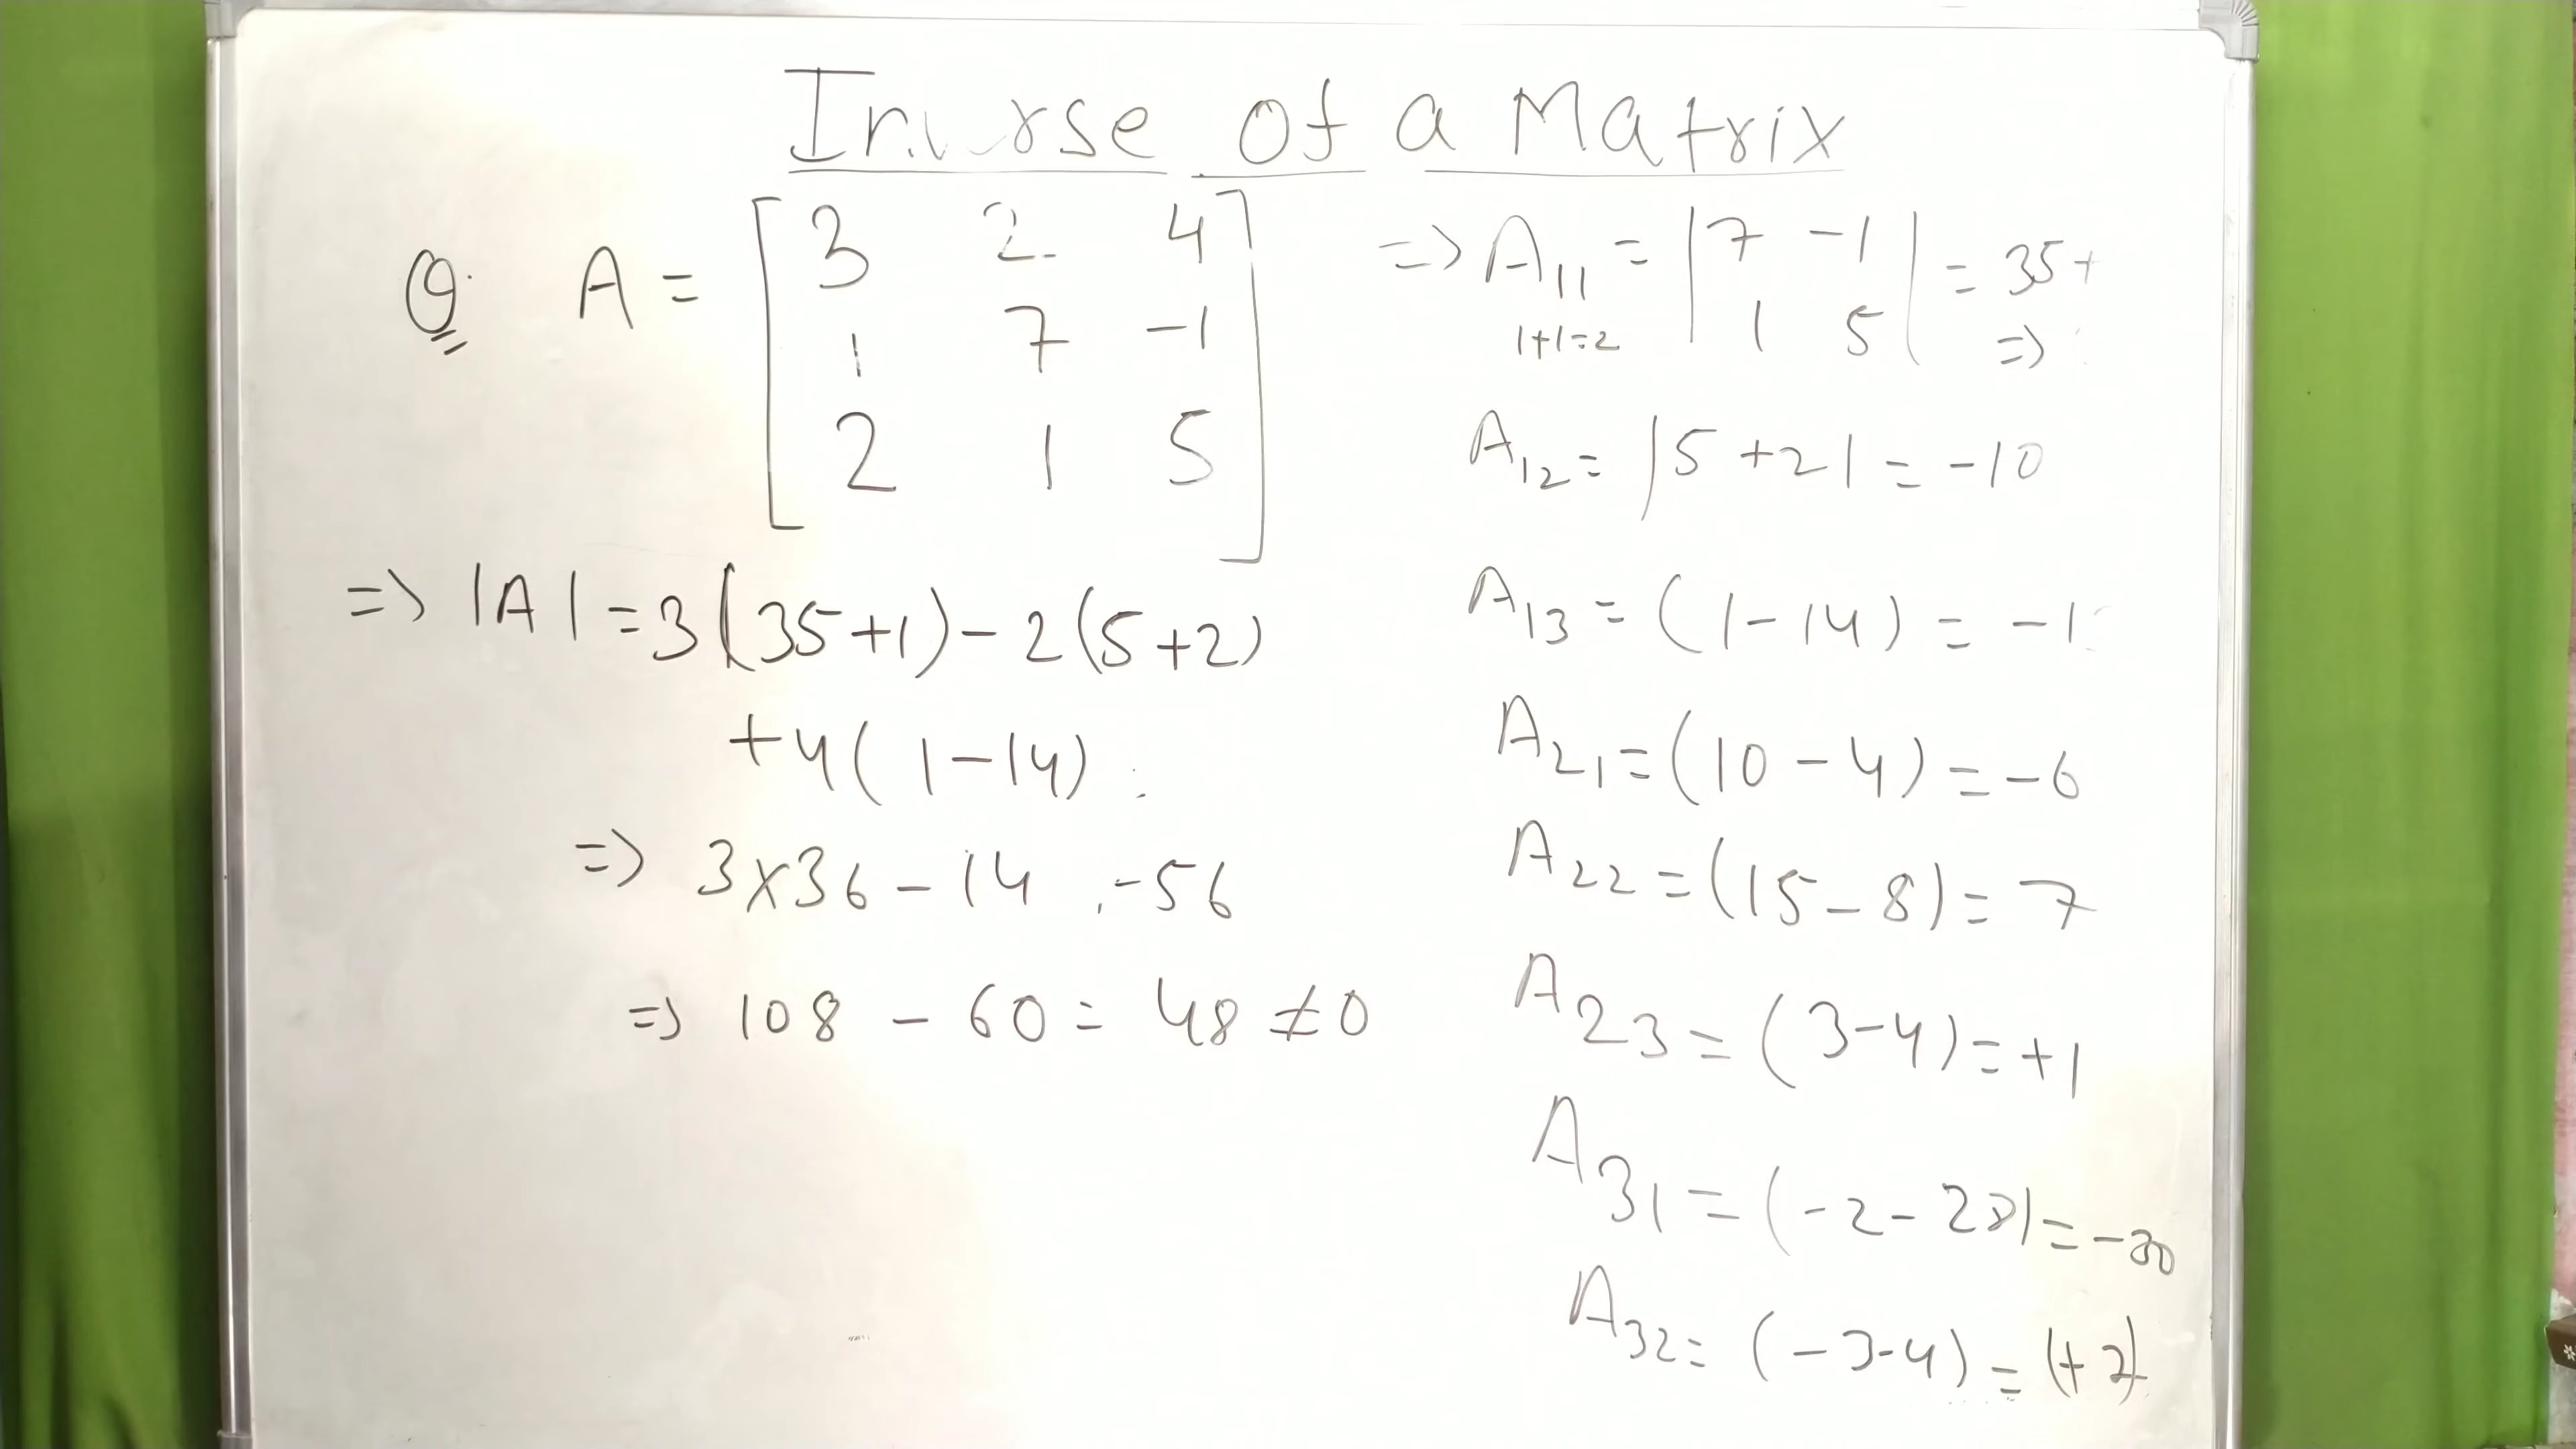 Inverse of a Matrix
Q. A = [ 3 2 4
1 7 -1
2 1 5 ]
=> |A| = 3(35+1) - 2(5+2)
+4(1-14)
=> 3x36 - 14 -56
=> 108 - 60 = 48 ≠ 0
=> A11 = | 7 -1 | = 35+
1+1=2 | 1 5 | =>
A12 = |5 +2| = -10
A13 = (1-14) = -1
A21 = (10-4) = -6
A22 = (15-8) = 7
A23 = (3-4) = +1
A31 = (-2-28) = -30
A32 = (-3-4) = (+7)